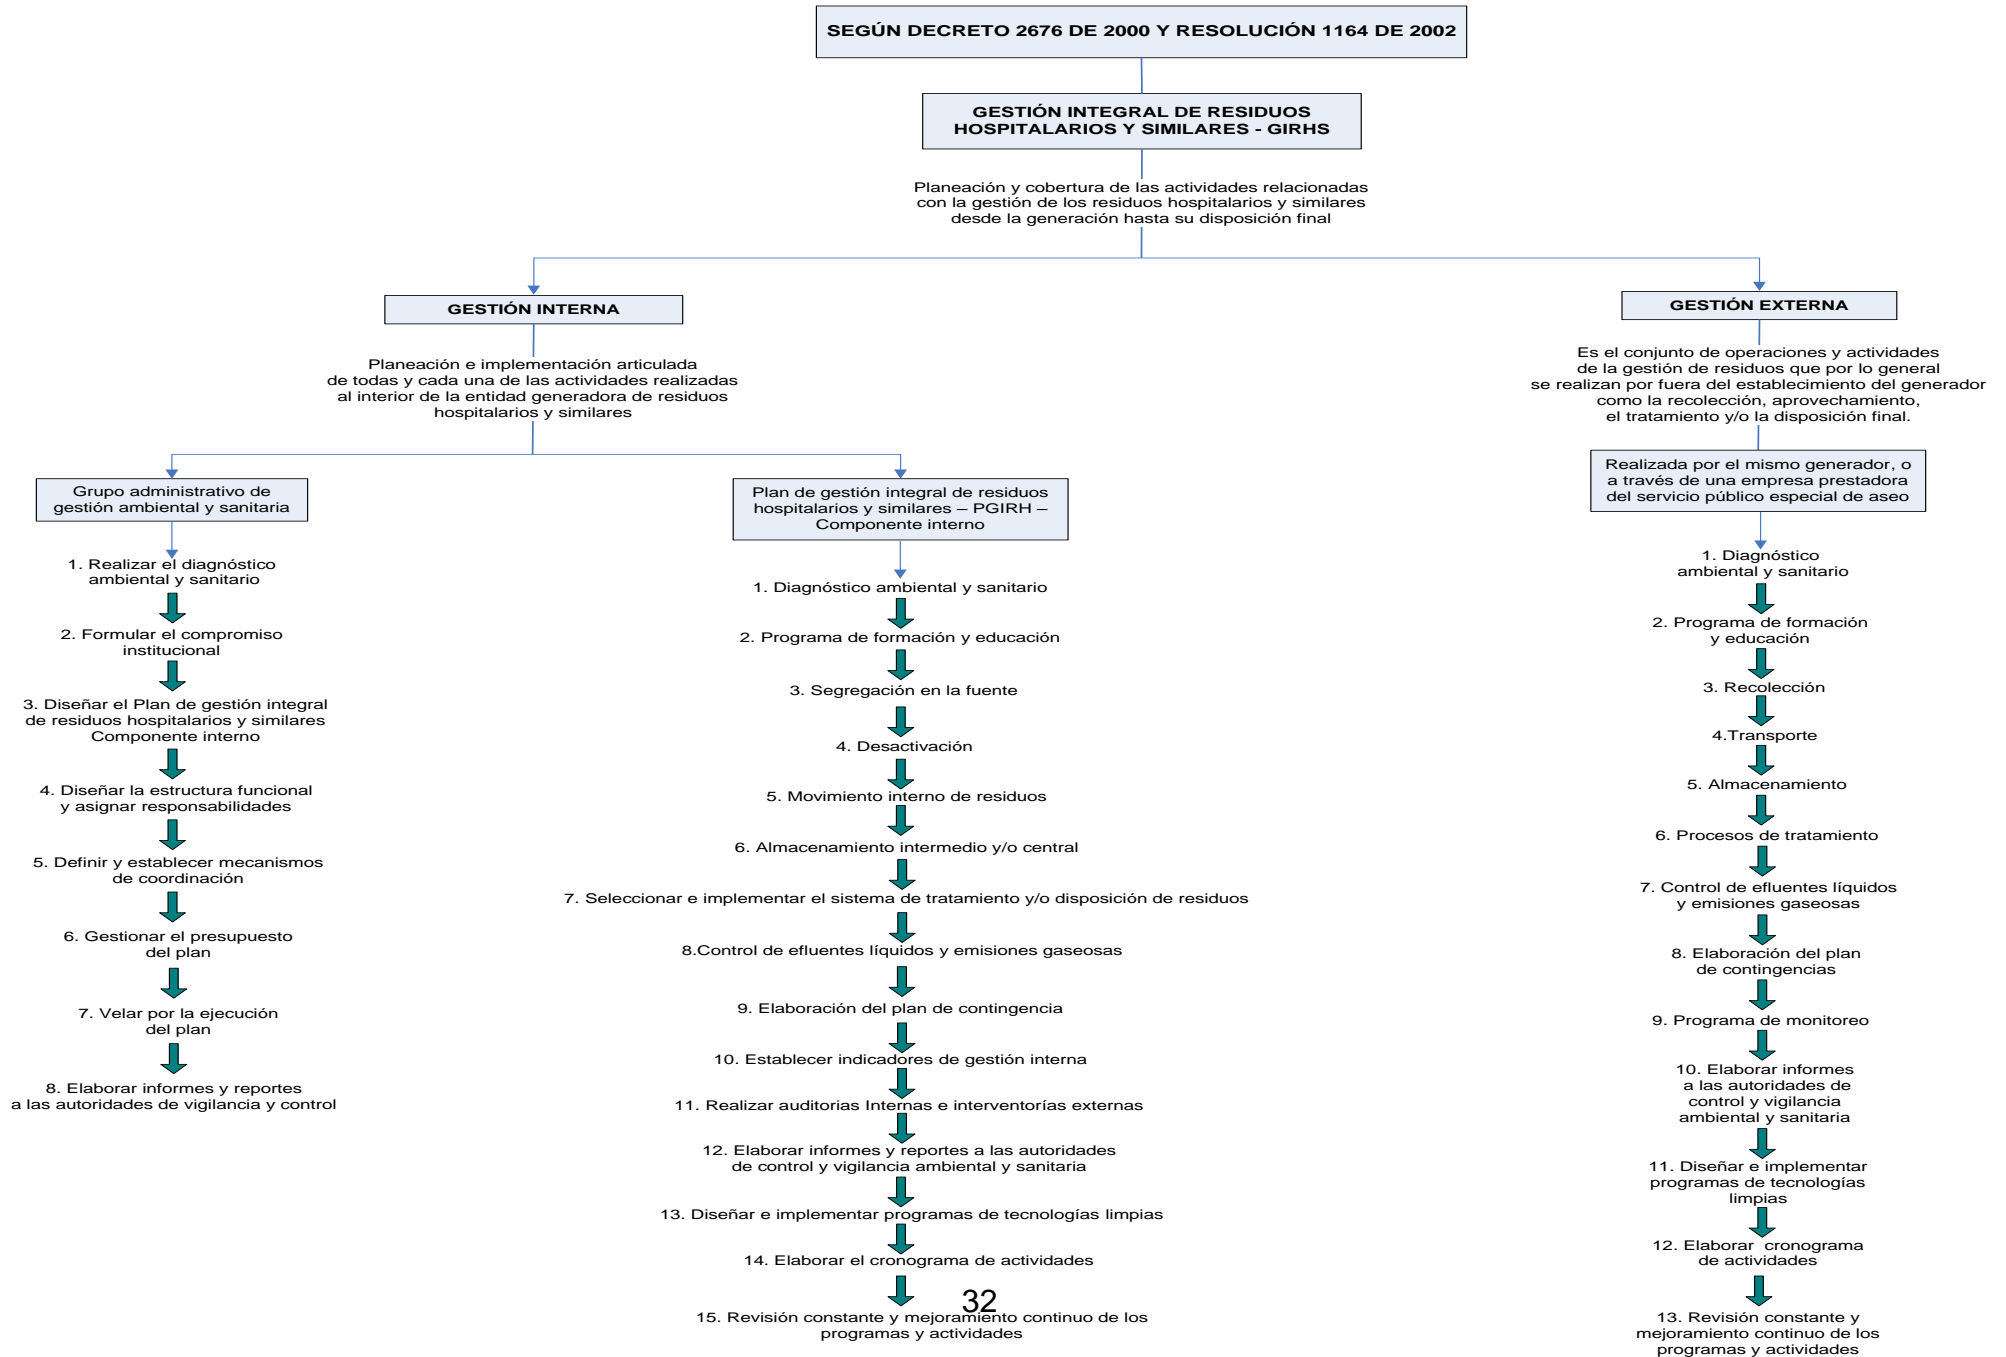 SEGÚN DECRETO 2676 DE 2000 Y RESOLUCIÓN 1164 DE 2002
GESTIÓN INTEGRAL DE RESIDUOS
HOSPITALARIOS Y SIMILARES - GIRHS
Planeación y cobertura de las actividades relacionadas
con la gestión de los residuos hospitalarios y similares
desde la generación hasta su disposición final
GESTIÓN INTERNA
Planeación e implementación articulada
de todas y cada una de las actividades realizadas
al interior de la entidad generadora de residuos
hospitalarios y similares
Grupo administrativo de
gestión ambiental y sanitaria
1. Realizar el diagnóstico
ambiental y sanitario
2. Formular el compromiso
institucional
3. Diseñar el Plan de gestión integral
de residuos hospitalarios y similares
Componente interno
4. Diseñar la estructura funcional
y asignar responsabilidades
5. Definir y establecer mecanismos
de coordinación
6. Gestionar el presupuesto
del plan
7. Velar por la ejecución
del plan
8. Elaborar informes y reportes
a las autoridades de vigilancia y control
Plan de gestión integral de residuos
hospitalarios y similares – PGIRH –
Componente interno
1. Diagnóstico ambiental y sanitario
2. Programa de formación y educación
3. Segregación en la fuente
4. Desactivación
5. Movimiento interno de residuos
6. Almacenamiento intermedio y/o central
7. Seleccionar e implementar el sistema de tratamiento y/o disposición de residuos
8.Control de efluentes líquidos y emisiones gaseosas
9. Elaboración del plan de contingencia
10. Establecer indicadores de gestión interna
11. Realizar auditorias Internas e interventorías externas
12. Elaborar informes y reportes a las autoridades
de control y vigilancia ambiental y sanitaria
13. Diseñar e implementar programas de tecnologías limpias
14. Elaborar el cronograma de actividades
15. Revisión constante y mejoramiento continuo de los
programas y actividades
GESTIÓN EXTERNA
Es el conjunto de operaciones y actividades
de la gestión de residuos que por lo general
se realizan por fuera del establecimiento del generador
como la recolección, aprovechamiento,
el tratamiento y/o la disposición final.
Realizada por el mismo generador, o
a través de una empresa prestadora
del servicio público especial de aseo
1. Diagnóstico
ambiental y sanitario
2. Programa de formación
y educación
3. Recolección
4.Transporte
5. Almacenamiento
6. Procesos de tratamiento
7. Control de efluentes líquidos
y emisiones gaseosas
8. Elaboración del plan
de contingencias
9. Programa de monitoreo
10. Elaborar informes
a las autoridades de
control y vigilancia
ambiental y sanitaria
11. Diseñar e implementar
programas de tecnologías
limpias
12. Elaborar cronograma
de actividades
13. Revisión constante y
mejoramiento continuo de los
programas y actividades
32